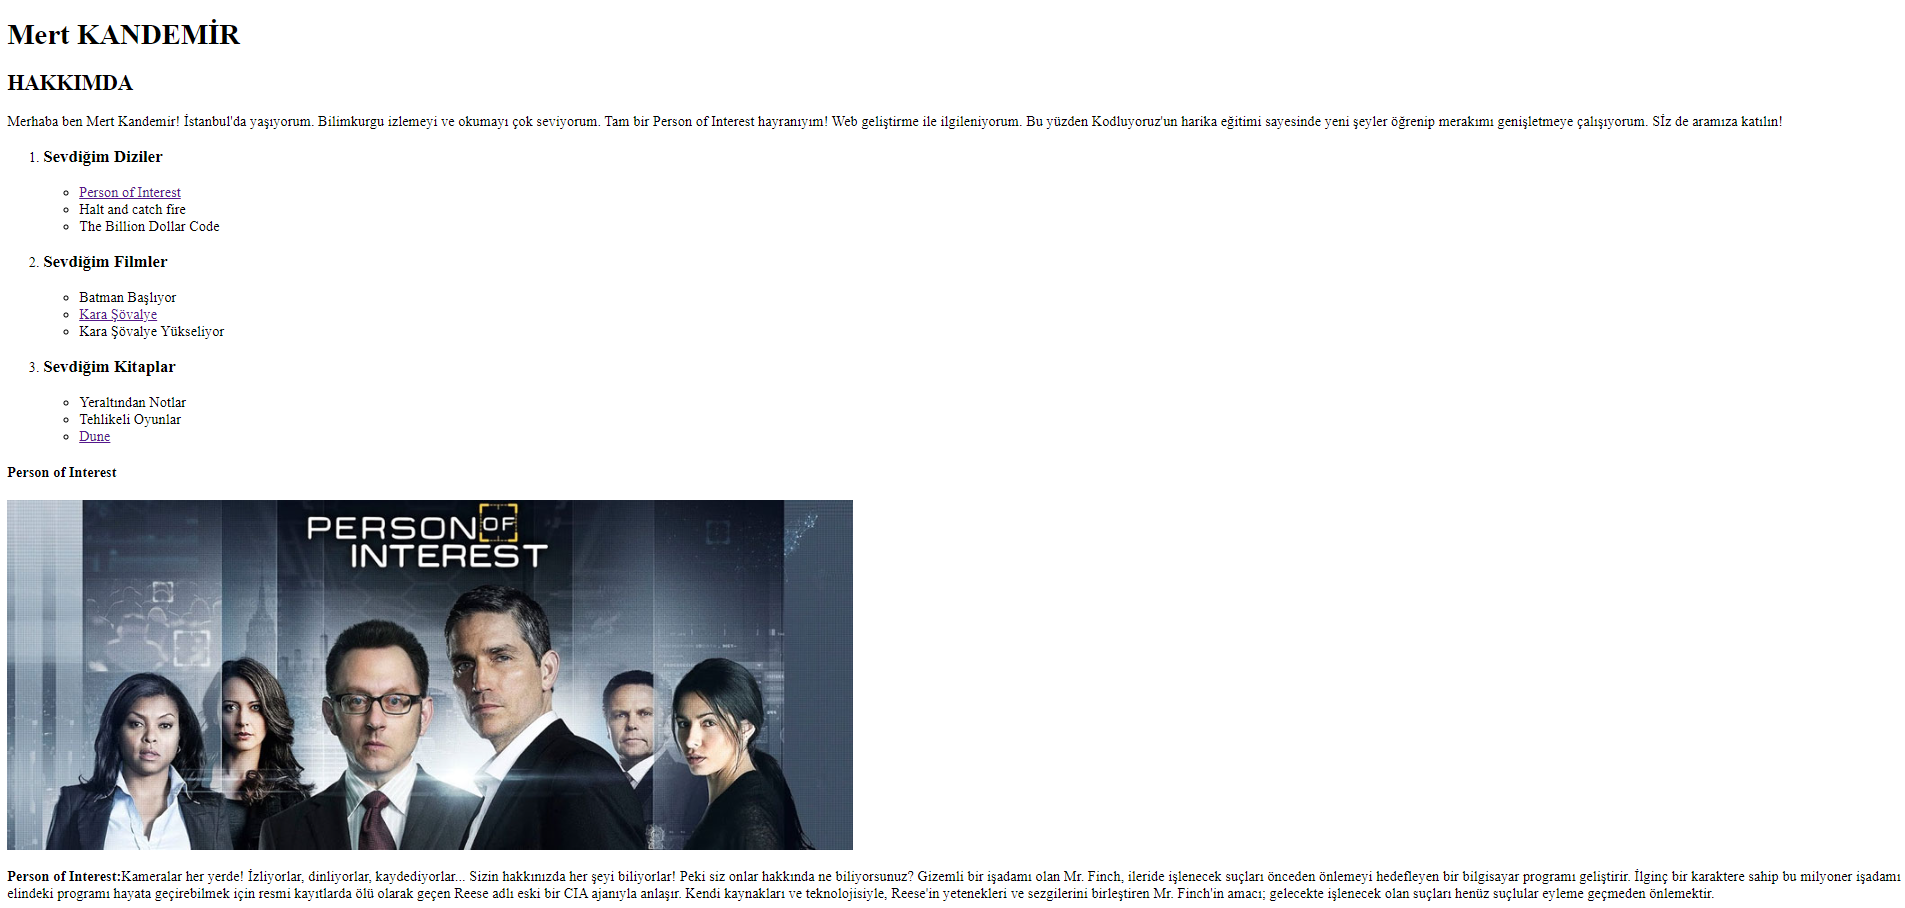 Mert KANDEMİR
HAKKIMDA
Merhaba ben Mert Kandemir! İstanbul'da yaşıyorum. Bilimkurgu izlemeyi ve okumayı çok seviyorum. Tam bir Person of Interest hayranıyım! Web geliştirme ile ilgileniyorum. Bu yüzden Kodluyoruz'un harika eğitimi sayesinde yeni şeyler öğrenip merakımı genişletmeye çalışıyorum. Sİz de aramıza katılın!
1. Sevdiğim Diziler
Person of Interest
Halt and catch fire
The Billion Dollar Code
2. Sevdiğim Filmler
Batman Başlıyor
Kara Şövalye
Kara Şövalye Yükseliyor
3. Sevdiğim Kitaplar
Yeraltından Notlar
Tehlikeli Oyunlar
Dune
Person of Interest
PERSON OF
INTEREST
Person of Interest:Kameralar her yerde! İzliyorlar, dinliyorlar, kaydediyorlar... Sizin hakkınızda her şeyi biliyorlar! Peki siz onlar hakkında ne biliyorsunuz? Gizemli bir işadamı olan Mr. Finch, ileride işlenecek suçları önceden önlemeyi hedefleyen bir bilgisayar programı geliştirir. İlginç bir karaktere sahip bu milyoner işadamı
elindeki programı hayata geçirebilmek için resmi kayıtlarda ölü olarak geçen Reese adlı eski bir CIA ajanıyla anlaşır. Kendi kaynakları ve teknolojisiyle, Reese'in yetenekleri ve sezgilerini birleştiren Mr. Finch'in amacı; gelecekte işlenecek olan suçları henüz suçlular eyleme geçmeden önlemektir.